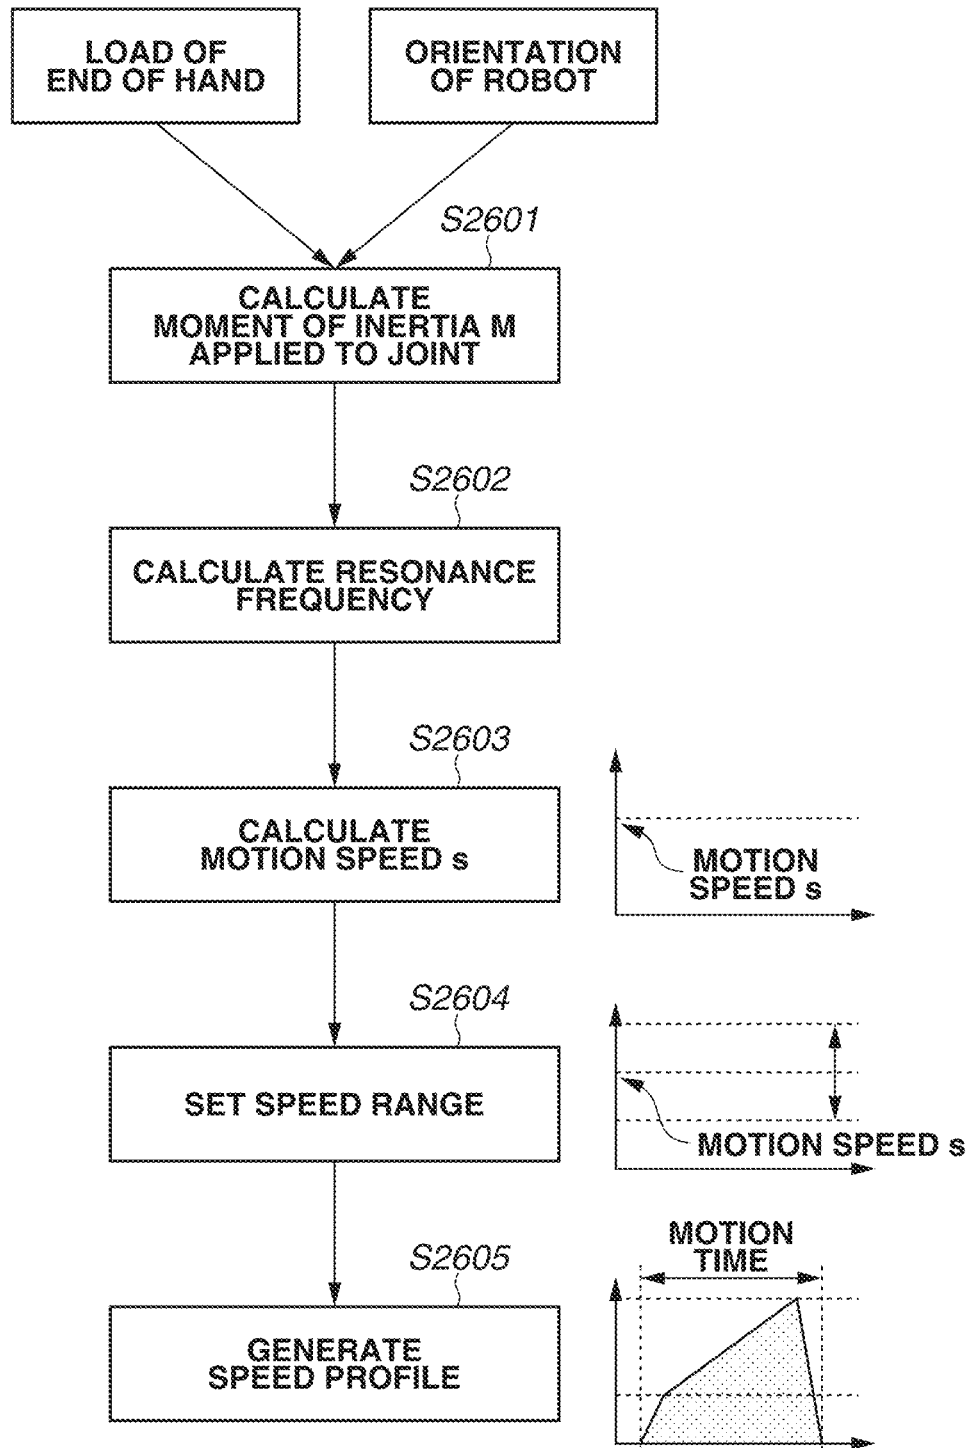 LOAD OF
END OF HAND
ORIENTATION
OF ROBOT
S2601
CALCULATE
MOMENT OF INERTIA M
APPLIED TO JOINT
S2602
CALCULATE RESONANCE
FREQUENCY
S2603
CALCULATE
MOTION SPEED s
MOTION
SPEED s
S2604
SET SPEED RANGE
MOTION SPEED s
S2605
GENERATE
SPEED PROFILE
MOTION
TIME